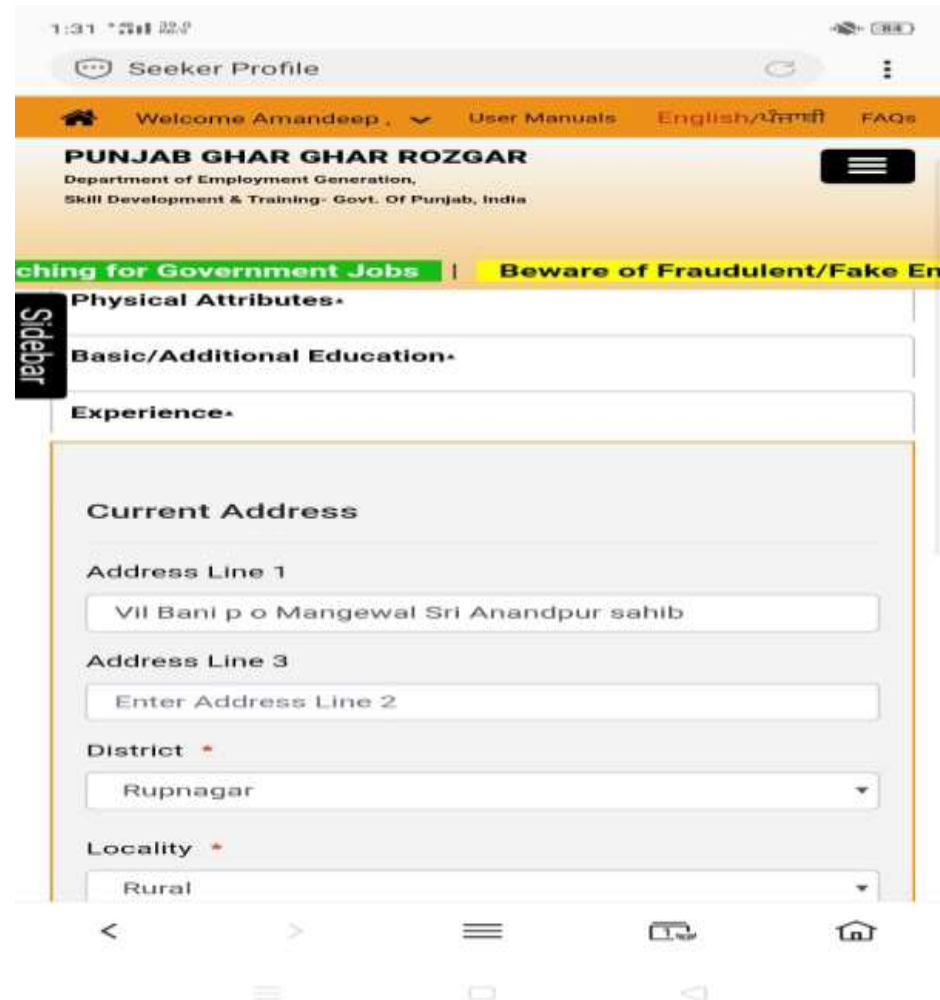 1:31
84
Seeker Profile
Welcome Amandeep , User Manuals English/ਪੰਜਾਬੀ FAQs
PUNJAB GHAR GHAR ROZGAR
Department of Employment Generation,
Skill Development & Training- Govt. Of Punjab, India
ching for Government Jobs | Beware of Fraudulent/Fake En
Sidebar
Physical Attributes
Basic/Additional Education
Experience
Current Address
Address Line 1
Vil Bani p o Mangewal Sri Anandpur sahib
Address Line 3
Enter Address Line 2
District *
Rupnagar
Locality *
Rural
1